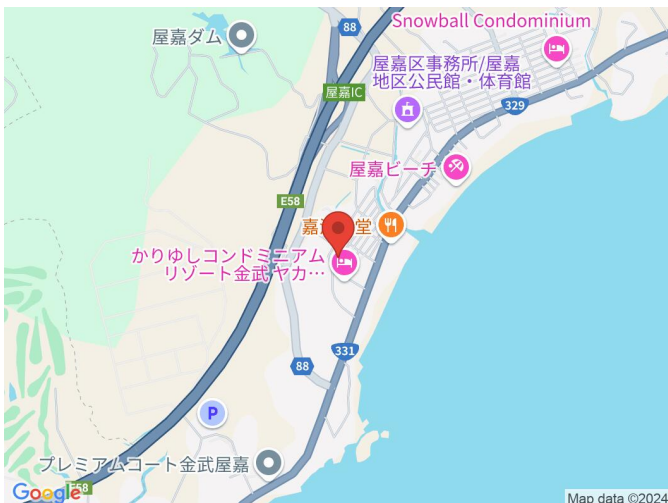 Snowball Condominium
屋嘉ダム
88
屋嘉区事務所/屋嘉
地区公民館・体育館
屋嘉IC
329
屋嘉ビーチ
E58
嘉
堂
かりゆしコンドミニアム
リゾート金武 ヤカ…
331
88
P
プレミアムコート金武屋嘉
E58
Google
Map data ©2024